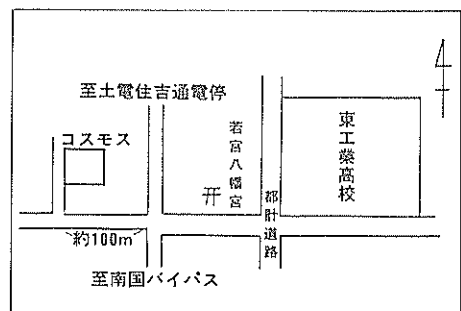 至土電住吉通電停
コスモス
若宮八幡宮
東工業高校
都計道路
約100m
至南国バイパス